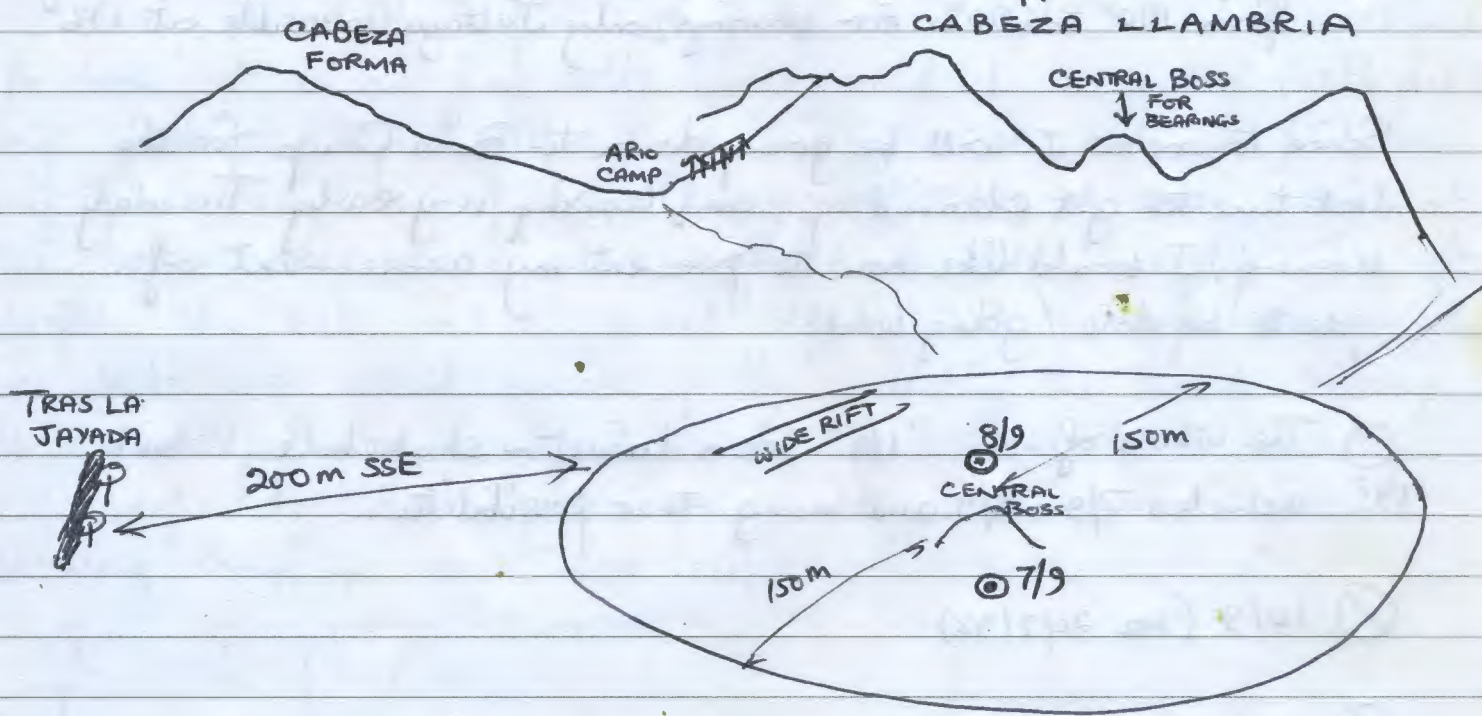 CABEZA LLAMBRIA
CABEZA
FORMA
CENTRAL BOSS
FOR
BEARINGS
ARIO
CAMP
TRAS LA
JAYADA
200m SSE
WIDE RIFT
8/9
150m
CENTRAL
BOSS
150m
7/9